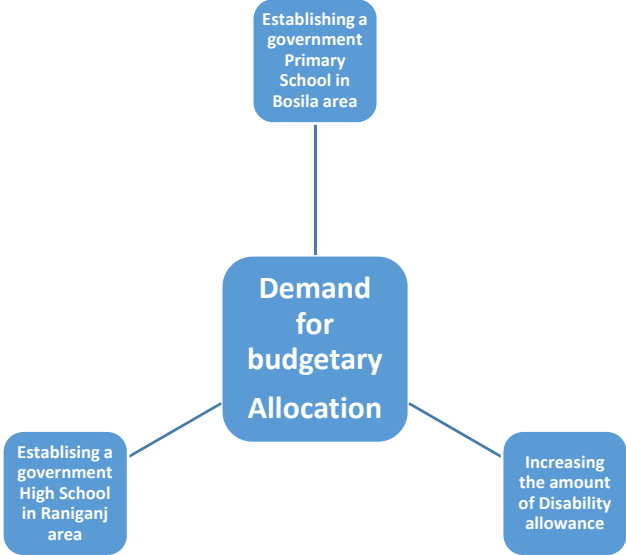 Establishing a
government
Primary
School in
Bosila area
Demand
for
budgetary
Allocation
Establising a
government
High School
in Raniganj
area
Increasing
the amount
of Disability
allowance